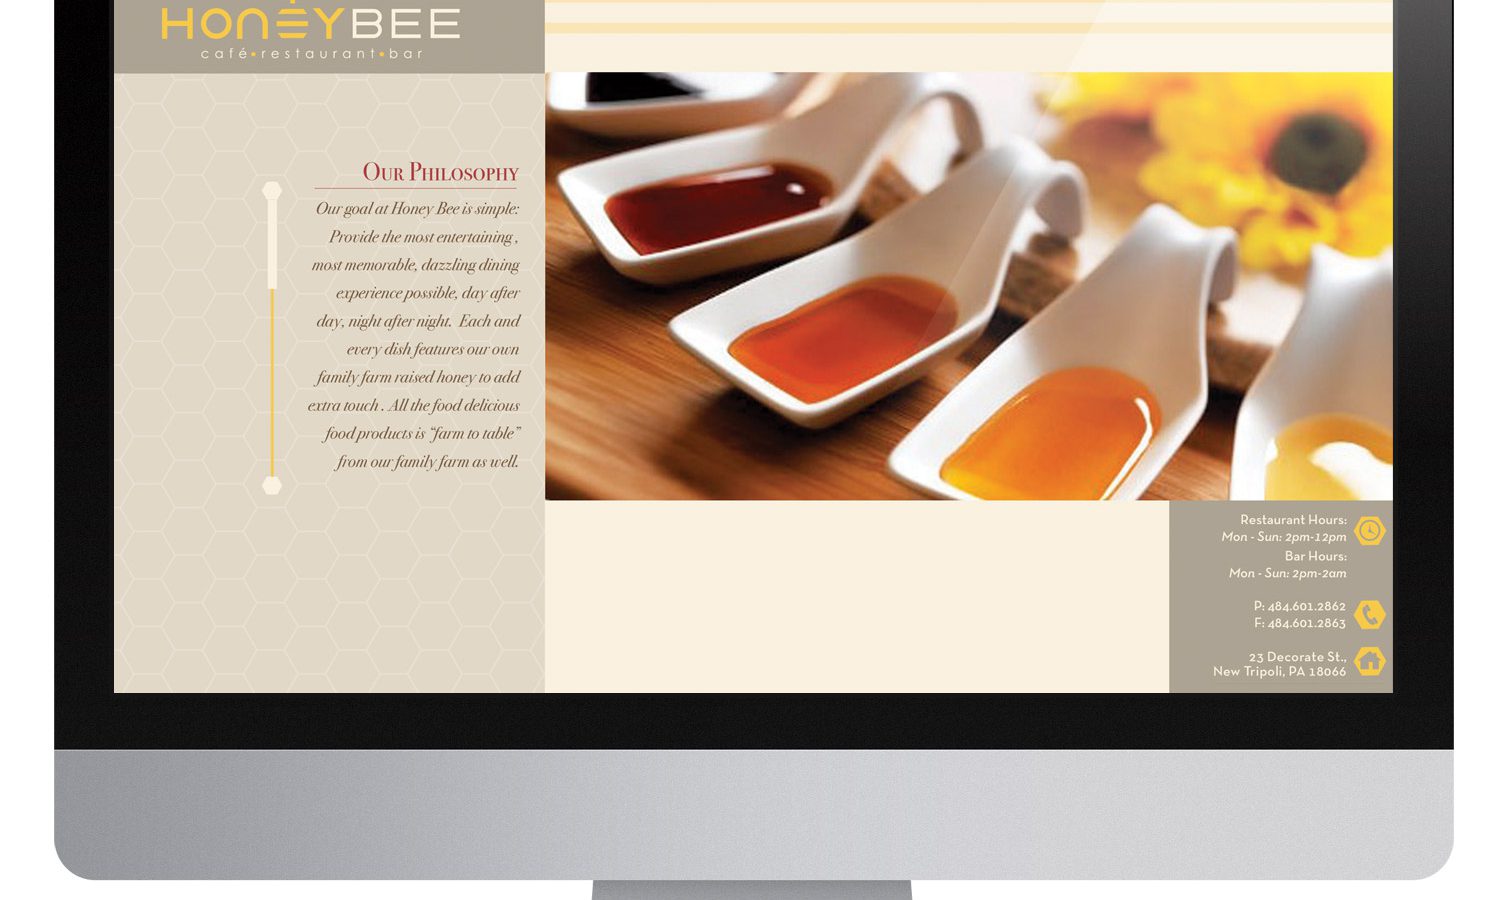 HONEYBEE
café•restaurant•bar
Our Philosophy
Our goal at Honey Bee is simple:
Provide the most entertaining ,
most memorable, dazzling dining
experience possible, day after
day, night after night. Each and
every dish features our own
family farm raised honey to add
extra touch . All the food delicious
food products is “farm to table”
from our family farm as well.
Restaurant Hours:
Mon - Sun: 2pm-12pm
Bar Hours:
Mon - Sun: 2pm-2am
P: 484.601.2862
F: 484.601.2863
23 Decorate St.,
New Tripoli, PA 18066